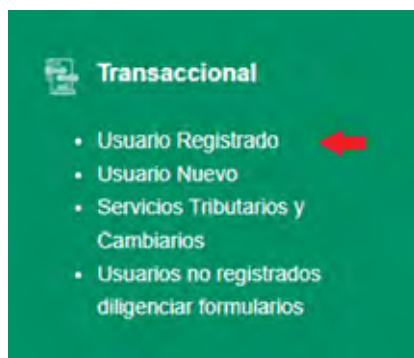 Transaccional
• Usuario Registrado
• Usuario Nuevo
• Servicios Tributarios y
Cambiarios
• Usuarios no registrados
diligenciar formularios